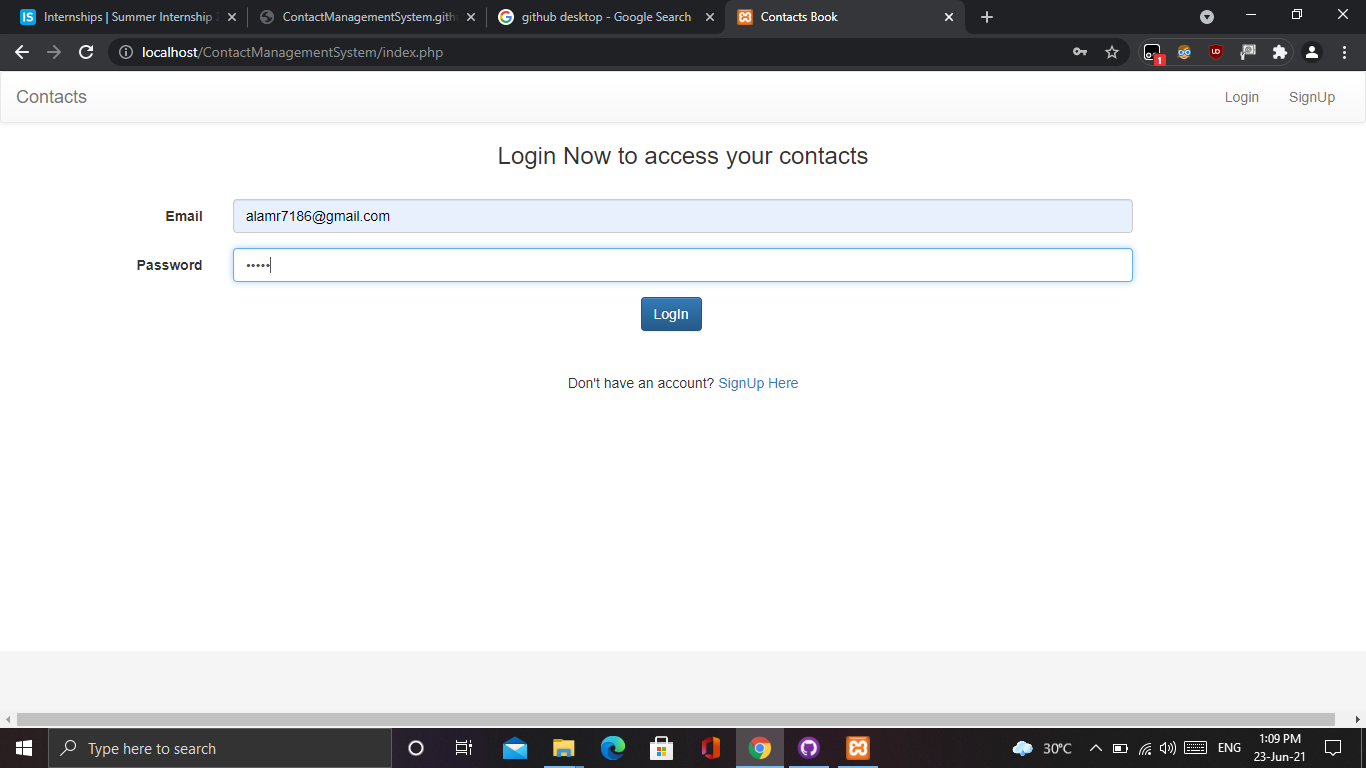 IS Internships | Summer Internship
ContactManagementSystem.gith
github desktop - Google Search
Contacts Book
localhost/ContactManagementSystem/index.php
1
Contacts
Login
SignUp
Login Now to access your contacts
Email
alamr7186@gmail.com
Password
•••••
LogIn
Don't have an account? SignUp Here
Type here to search
30°C
ENG
1:09 PM
23-Jun-21